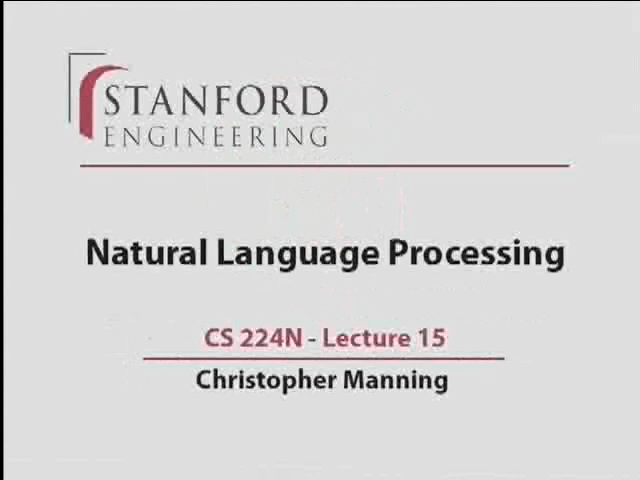 STANFORD
ENGINEERING
Natural Language Processing
CS 224N - Lecture 15
Christopher Manning